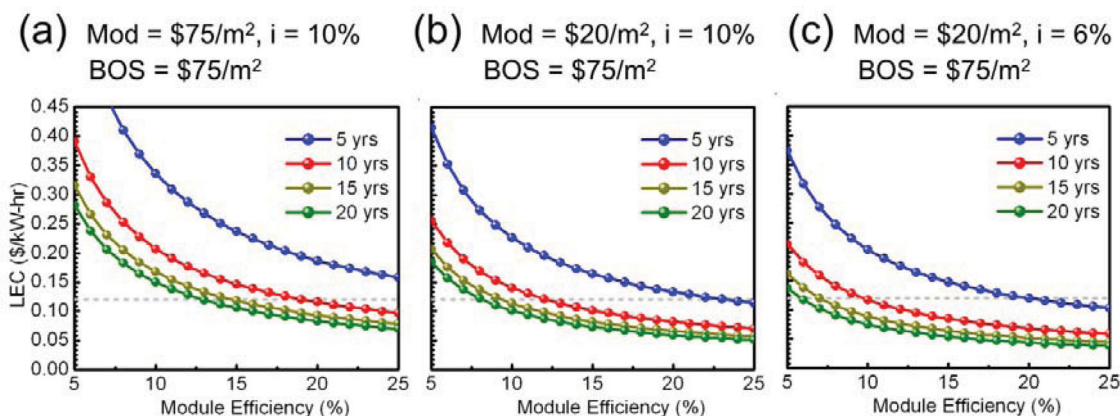 (a) Mod = $75/m², i = 10%
BOS = $75/m²
(b) Mod = $20/m², i = 10%
BOS = $75/m²
(c) Mod = $20/m², i = 6%
BOS = $75/m²
LEC ($/kW-hr)
0.45
0.40
0.35
0.30
0.25
0.20
0.15
0.10
0.05
0.00
5 yrs
10 yrs
15 yrs
20 yrs
5 10 15 20 25
Module Efficiency (%)
5 yrs
10 yrs
15 yrs
20 yrs
5 10 15 20 25
Module Efficiency (%)
5 yrs
10 yrs
15 yrs
20 yrs
5 10 15 20 25
Module Efficiency (%)